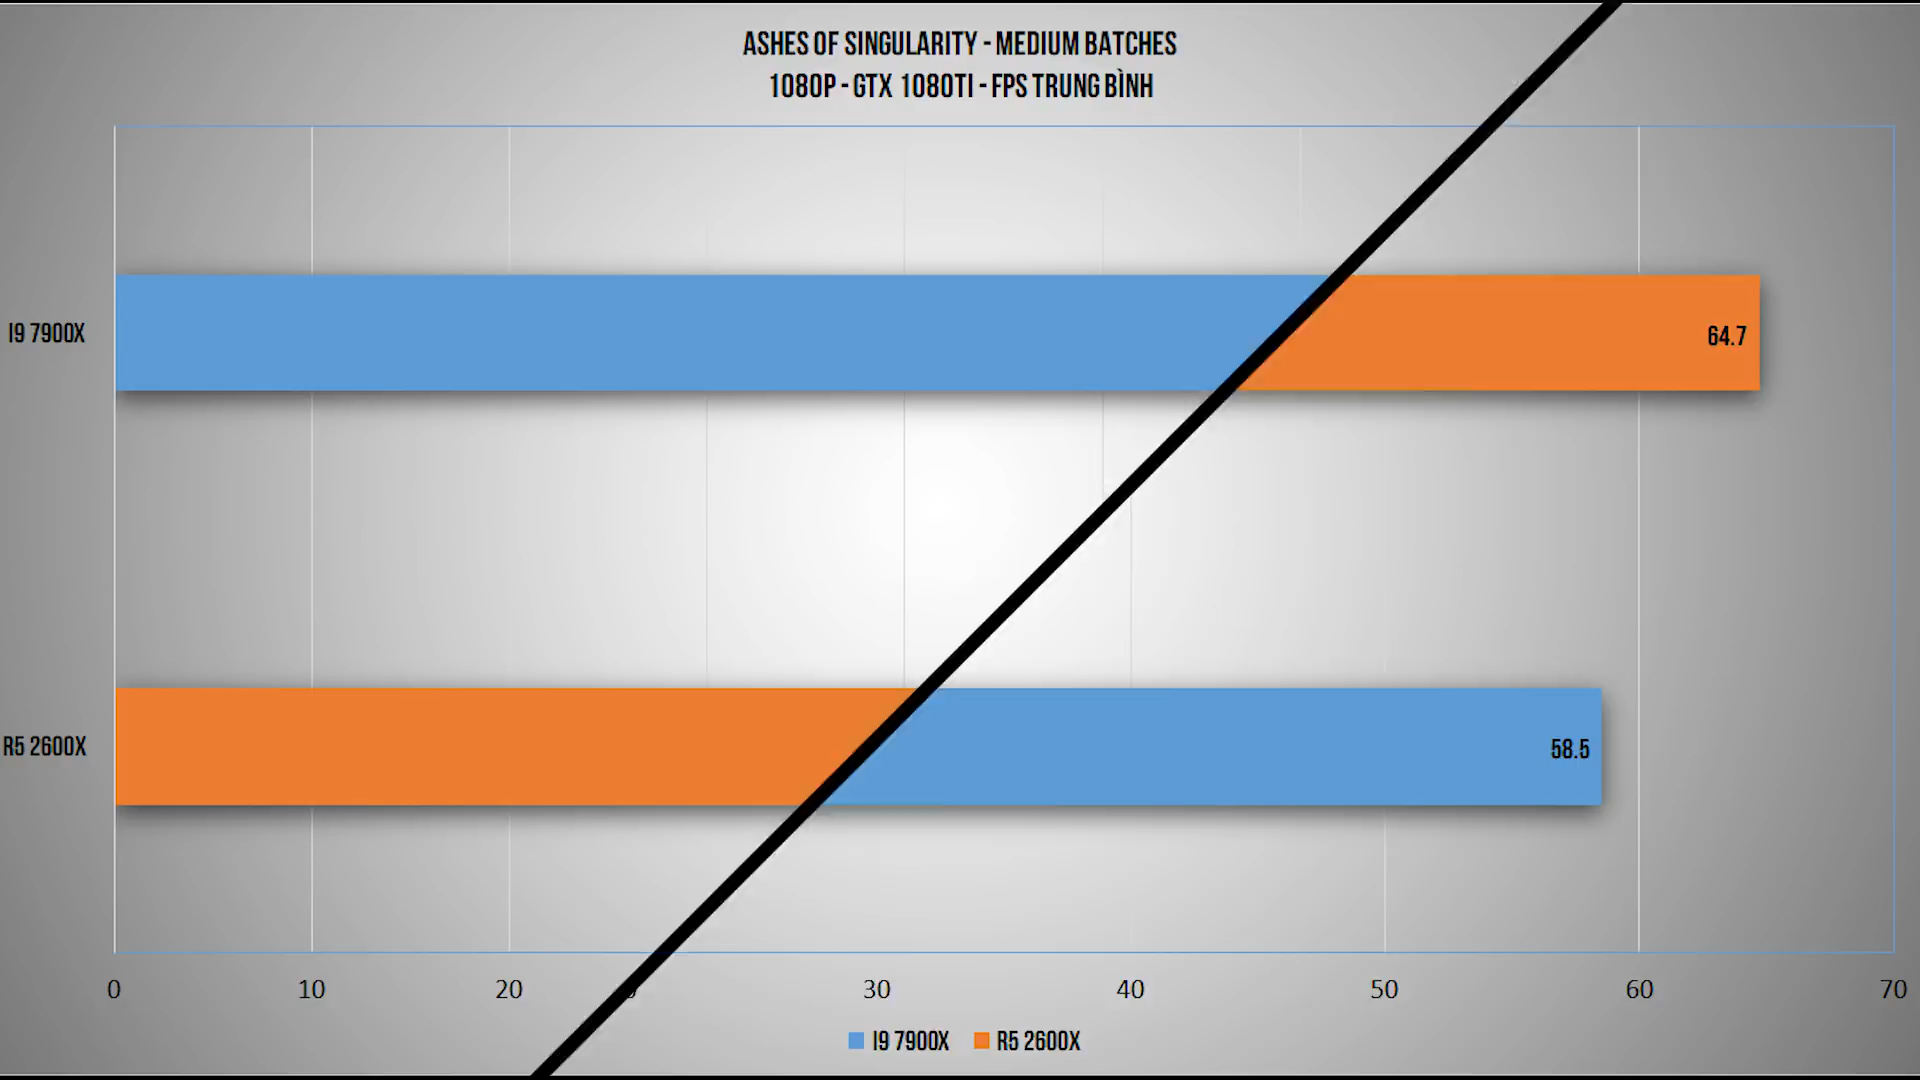 ASHES OF SINGULARITY - MEDIUM BATCHES
1080P - GTX 1080TI - FPS TRUNG BÌNH
I9 7900X
64.7
R5 2600X
58.5
0 10 20 30 40 50 60 70
I9 7900X R5 2600X